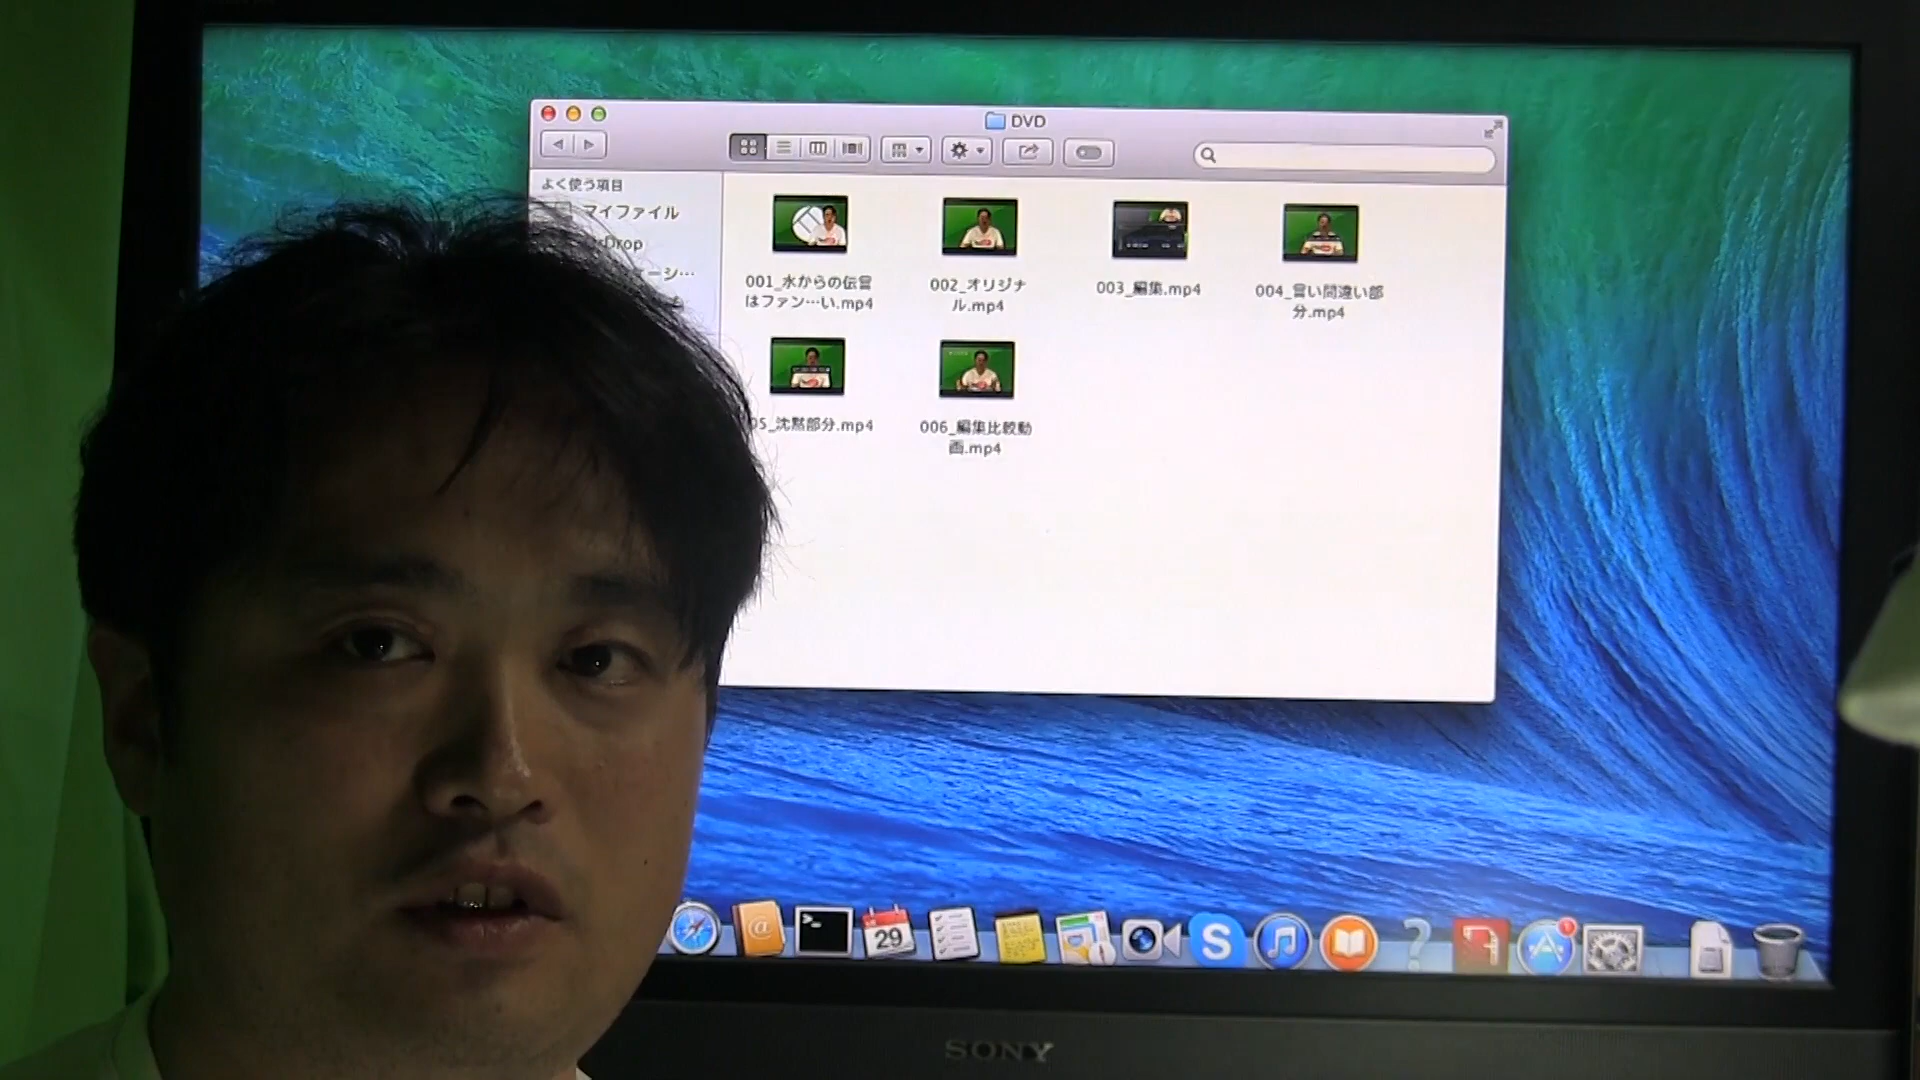 DVD
よく使う項目
マイファイル
rDrop
ーシ…
001_水からの伝言
はファン…い.mp4
002_オリジナ
ル.mp4
003_編集.mp4
004_言い間違い部
分.mp4
05_沈黙部分.mp4
006_編集比較動
画.mp4
29
SONY